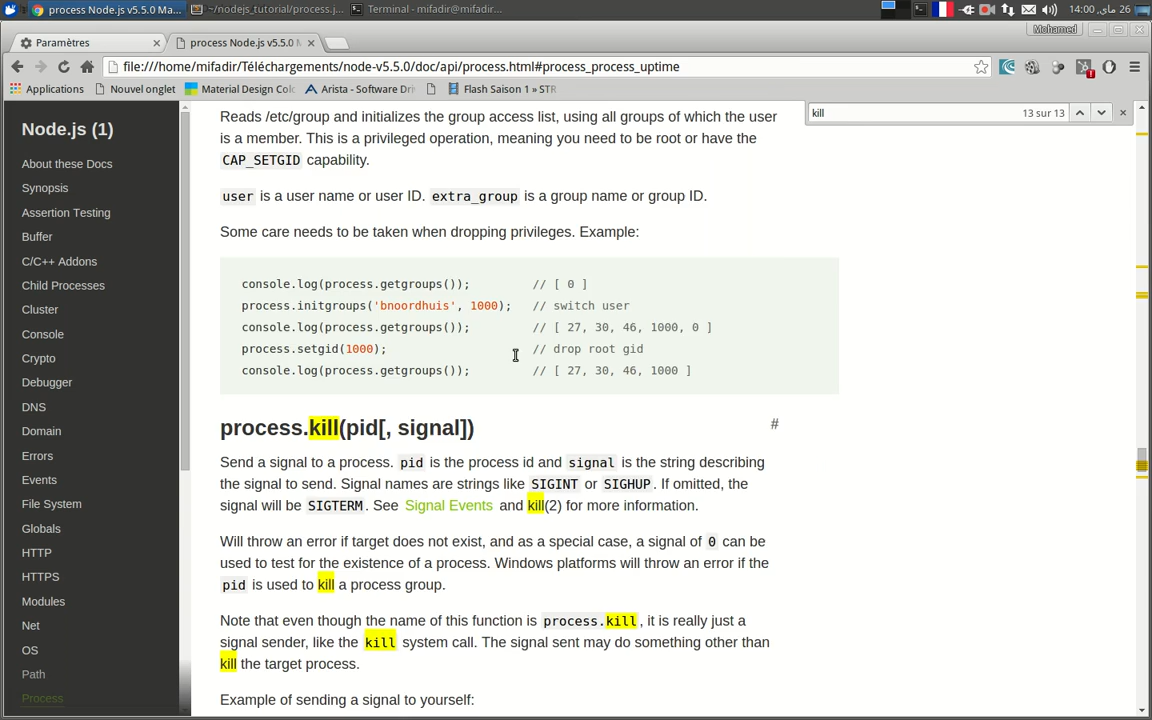 process Node.js v5.5.0 Ma...
~/nodejs_tutorial/process.j...
Terminal - mifadir@mifadir...
26 ماي, 14:00
Paramètres
process Node.js v5.5.0 M
Mohamed
file:///home/mifadir/Téléchargements/node-v5.5.0/doc/api/process.html#process_process_uptime
Applications
Nouvel onglet
Material Design Colo
Arista - Software Dri
Flash Saison 1 » STR
kill
13 sur 13
Node.js (1)
About these Docs
Synopsis
Assertion Testing
Buffer
C/C++ Addons
Child Processes
Cluster
Console
Crypto
Debugger
DNS
Domain
Errors
Events
File System
Globals
HTTP
HTTPS
Modules
Net
OS
Path
Process
Reads /etc/group and initializes the group access list, using all groups of which the user
is a member. This is a privileged operation, meaning you need to be root or have the
CAP_SETGID capability.
user is a user name or user ID. extra_group is a group name or group ID.
Some care needs to be taken when dropping privileges. Example:
console.log(process.getgroups()); // [ 0 ]
process.initgroups('bnoordhuis', 1000); // switch user
console.log(process.getgroups()); // [ 27, 30, 46, 1000, 0 ]
process.setgid(1000); // drop root gid
console.log(process.getgroups()); // [ 27, 30, 46, 1000 ]
process.kill(pid[, signal]) #
Send a signal to a process. pid is the process id and signal is the string describing
the signal to send. Signal names are strings like SIGINT or SIGHUP. If omitted, the
signal will be SIGTERM. See Signal Events and kill(2) for more information.
Will throw an error if target does not exist, and as a special case, a signal of 0 can be
used to test for the existence of a process. Windows platforms will throw an error if the
pid is used to kill a process group.
Note that even though the name of this function is process.kill, it is really just a
signal sender, like the kill system call. The signal sent may do something other than
kill the target process.
Example of sending a signal to yourself: